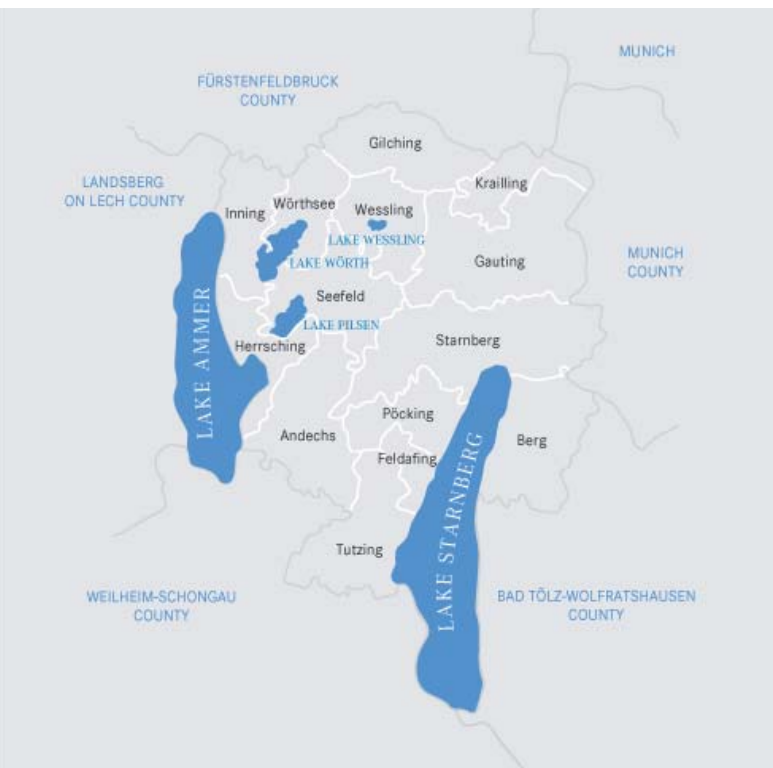 MUNICH
FÜRSTENFELDBRUCK
COUNTY
Gilching
LANDSBERG
ON LECH COUNTY
Krailling
Inning
Wörthsee
Wessling
LAKE WESSLING
LAKE WÖRTH
Gauting
MUNICH
COUNTY
Seefeld
LAKE PILSEN
Starnberg
Herrsching
LAKE AMMER
Pöcking
Andechs
Berg
Feldafing
LAKE STARNBERG
Tutzing
WEILHEIM-SCHONGAU
COUNTY
BAD TÖLZ-WOLFRATSHAUSEN
COUNTY